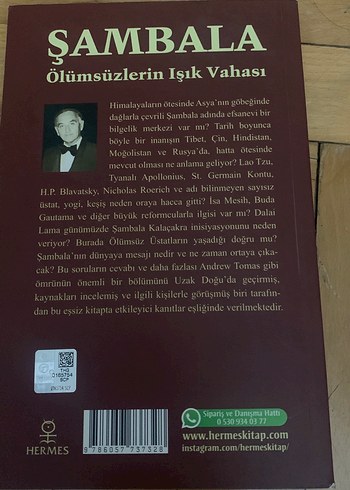 ŞAMBALA
Ölümsüzlerin Işık Vahası
Himalayaların ötesinde Asya'nın göbeğinde
dağlarla çevrili Şambala adında efsanevi bir
bilgelik merkezi var mı? Tarih boyunca
böyle bir inanışın Tibet, Çin, Hindistan,
Moğolistan ve Rusya'da, hatta ötesinde
mevcut olması ne anlama geliyor? Lao Tzu,
Tyanalı Apollonius, St. Germain Kontu,
H.P. Blavatsky, Nicholas Roerich ve adı bilinmeyen sayısız
üstat, yogi, keşiş neden oraya hacca gitti? İsa Mesih, Buda
Gautama ve diğer büyük reformcularla ilgisi var mı? Dalai
Lama günümüzde Şambala Kalaçakra inisiyasyonunu neden
veriyor? Burada Ölümsüz Üstatların yaşadığı doğru mu?
Şambala'nın dünyaya mesajı nedir ve ne zaman ortaya çıka-
cak? Bu soruların cevabı ve daha fazlası Andrew Tomas gibi
ömrünün önemli bir bölümünü Uzak Doğu'da geçirmiş,
kaynakları incelemiş ve ilgili kişilerle görüşmüş biri tarafın-
dan bu eşsiz kitapta etkileyici kanıtlar eşliğinde verilmektedir.
HERMES
9 786057 737328
Sipariş ve Danışma Hattı
0 530 934 03 77
www.hermeskitap.com
instagram.com/hermeskitap/